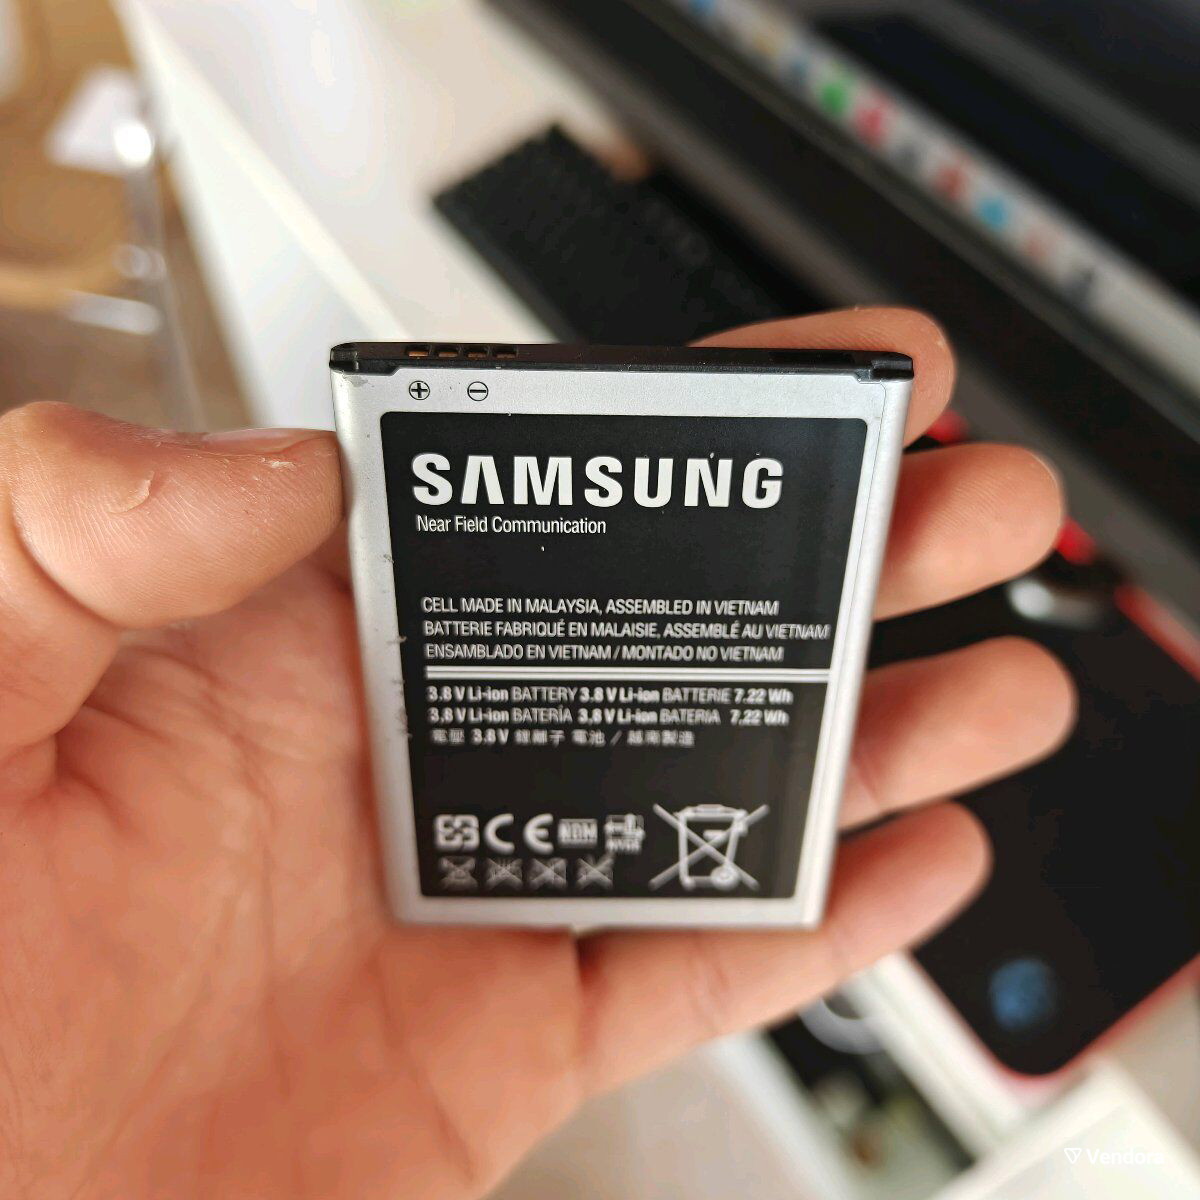 SAMSUNG
Near Field Communication
CELL MADE IN MALAYSIA, ASSEMBLED IN VIETNAM
BATTERIE FABRIQUÉ EN MALAISIE, ASSEMBLÉ AU VIETNAM
ENSAMBLADO EN VIETNAM / MONTADO NO VIETNAM
3.8 V Li-ion BATTERY 3.8 V Li-ion BATTERIE 7.22 Wh
3,8 V Li-ion BATERÍA 3,8 V Li-ion BATERIA 7,22 Wh
電壓 3.8 V 鋰離子 電池 / 越南製造
CE